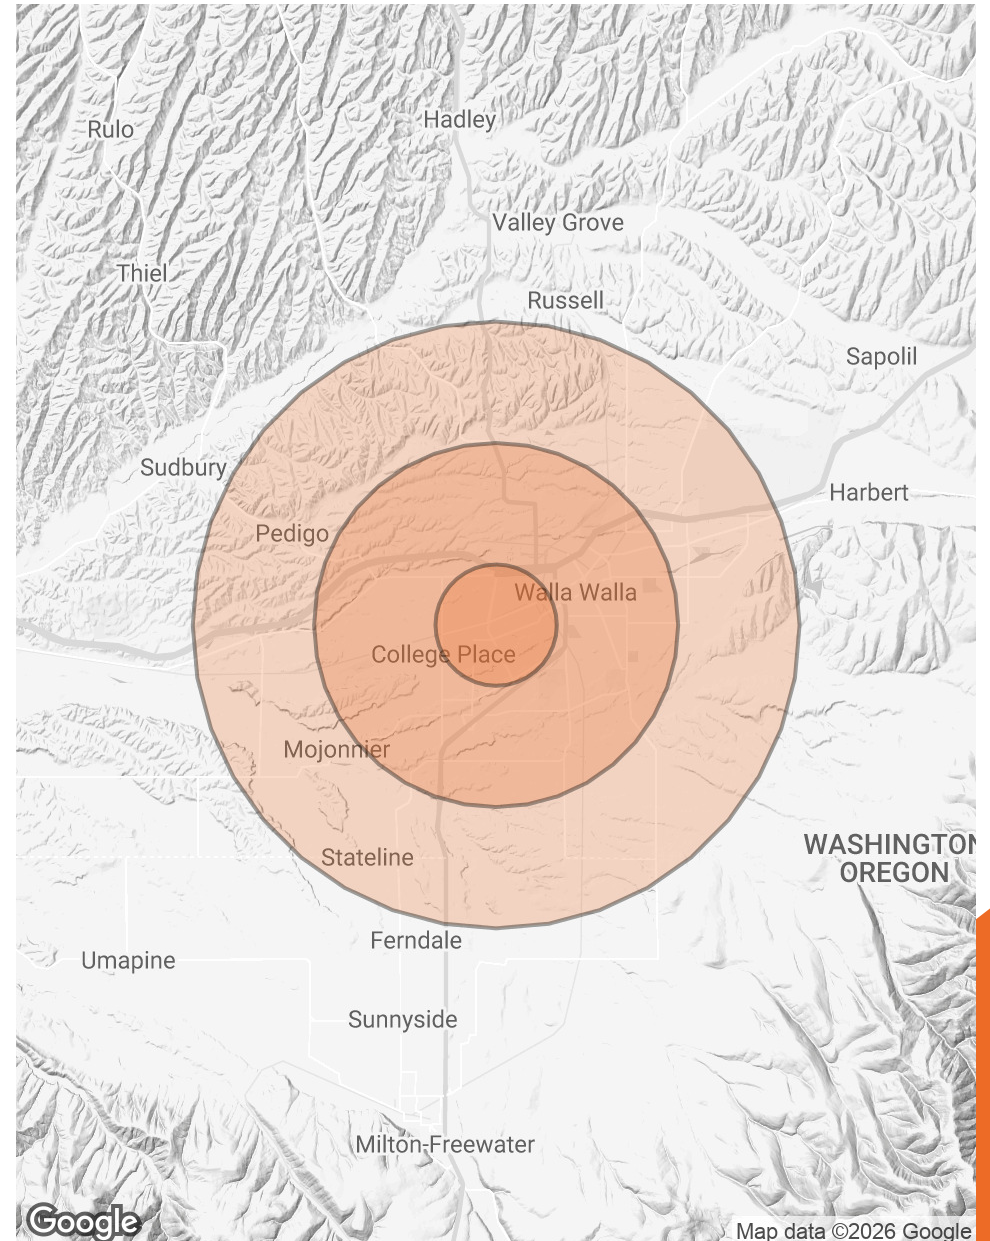 Hadley
Rulo
Valley Grove
Thiel
Russell
Sapolil
Sudbury
Harbert
Pedigo
Walla Walla
College Place
Mojonnier
WASHINGTON
OREGON
Stateline
Ferndale
Umapine
Sunnyside
Milton-Freewater
Google
Map data ©2026 Google